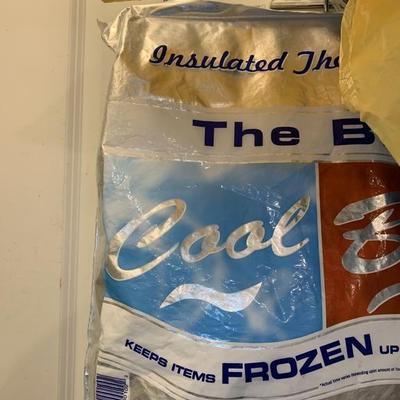 Insulated The
The B
Cool B
KEEPS ITEMS FROZEN UP